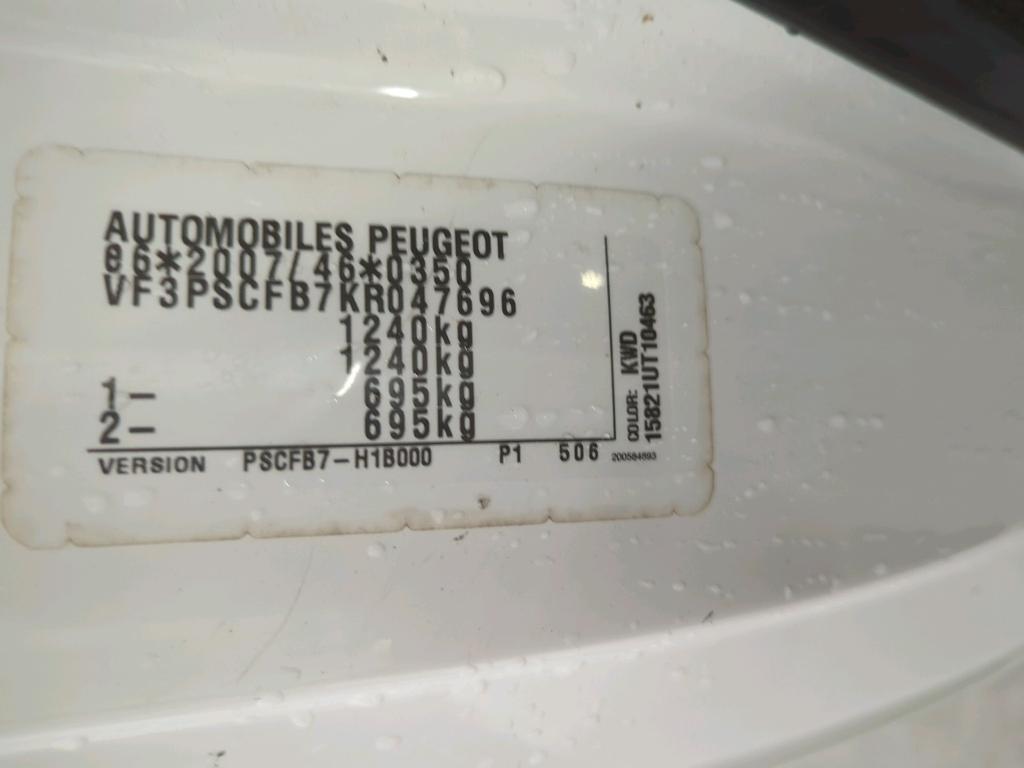 AUTOMOBILES PEUGEOT
e6*2007/46*0350
VF3PSCFB7KR047696
1240kg
1240kg
1- 695kg
2- 695kg
VERSION PSCFB7-H1B000 P1 506
200584893
COLOR: KWD
15821UT10463